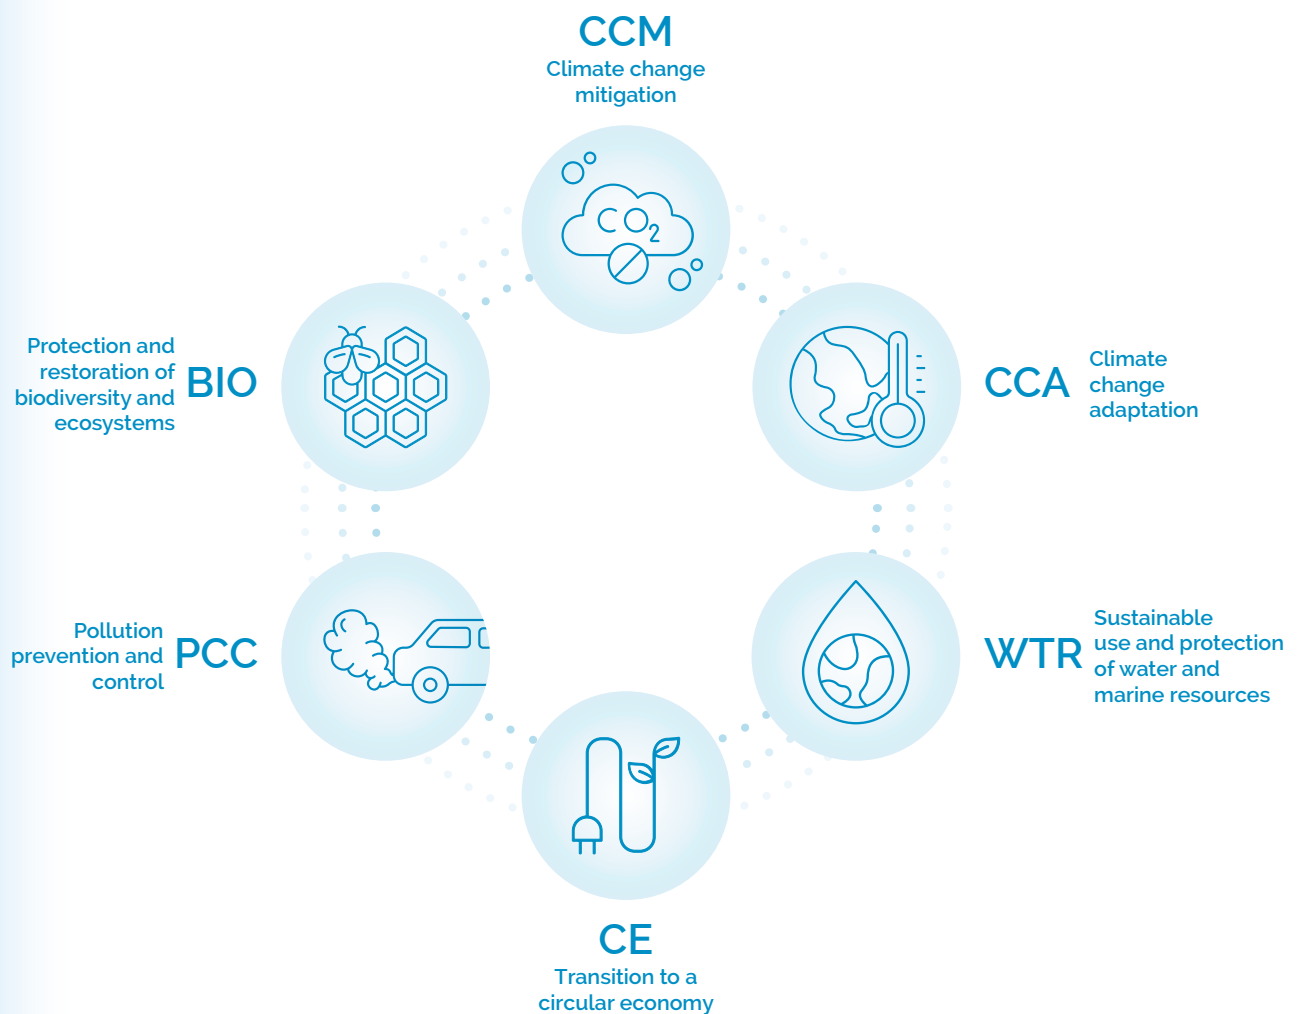 CCM
Climate change
mitigation
CO2
Protection and
restoration of
biodiversity and
ecosystems
BIO
CCA
Climate
change
adaptation
Pollution
prevention and
control
PCC
WTR
Sustainable
use and protection
of water and
marine resources
CE
Transition to a
circular economy